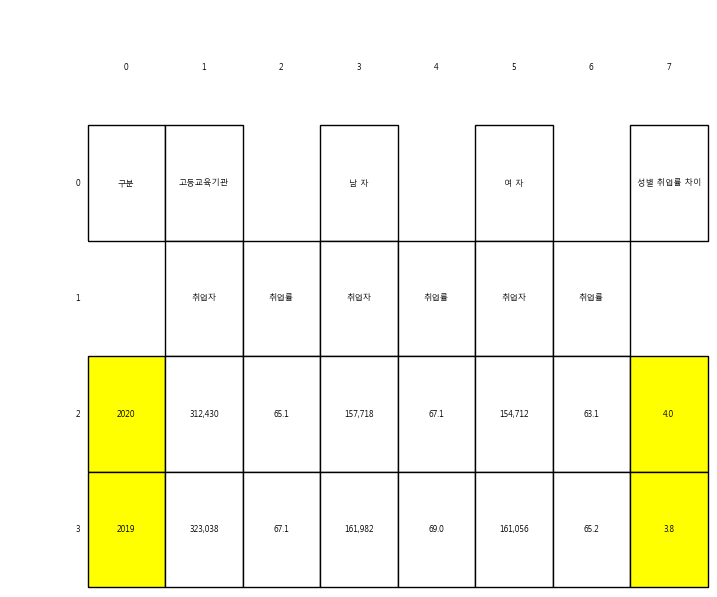 0 1 2 3 4 5 6 7
0 구분 고등교육기관 남 자 여 자 성별 취업률 차이
1 취업자 취업률 취업자 취업률 취업자 취업률
2 2020 312,430 65.1 157,718 67.1 154,712 63.1 4.0
3 2019 323,038 67.1 161,982 69.0 161,056 65.2 3.8